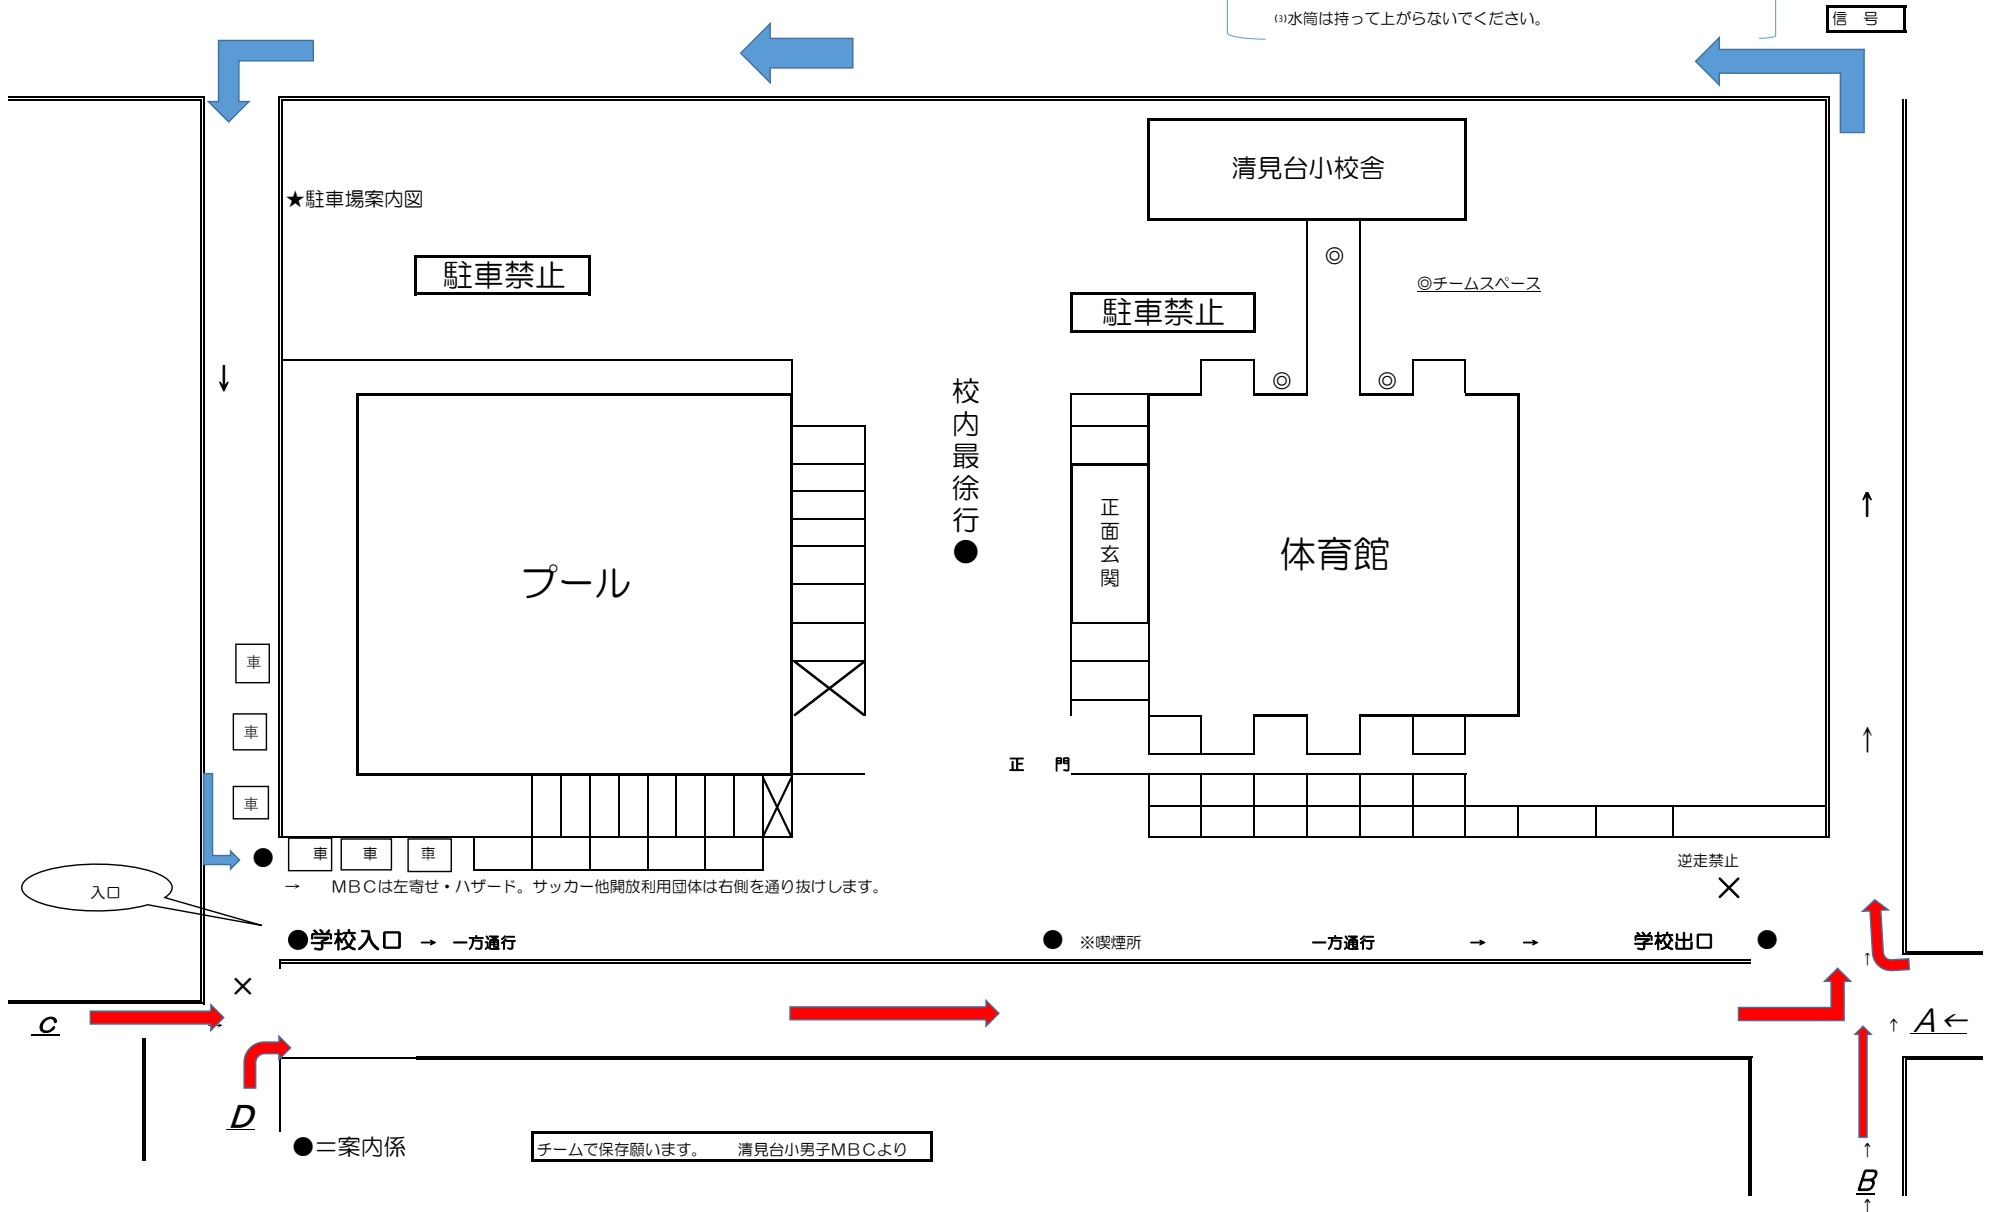 ⑶水筒は持って上がらないでください。
信　号
清見台小校舎
★駐車場案内図
◎
駐車禁止
◎チームスペース
駐車禁止
↓
◎
◎
校内最徐行●
↑
正面玄関
体育館
プール
車
車
↑
正　門
車
●
車
車
車
逆走禁止
×
→　ＭＢＣは左寄せ・ハザード。サッカー他開放利用団体は右側を通り抜けします。
入口
●学校入口　→　一方通行
●　※喫煙所
一方通行　→　→　学校出口　●
↑
×
C
→
↑　A←
D
●＝案内係
チームで保存願います。　清見台小男子ＭＢＣより
↑
B
↑